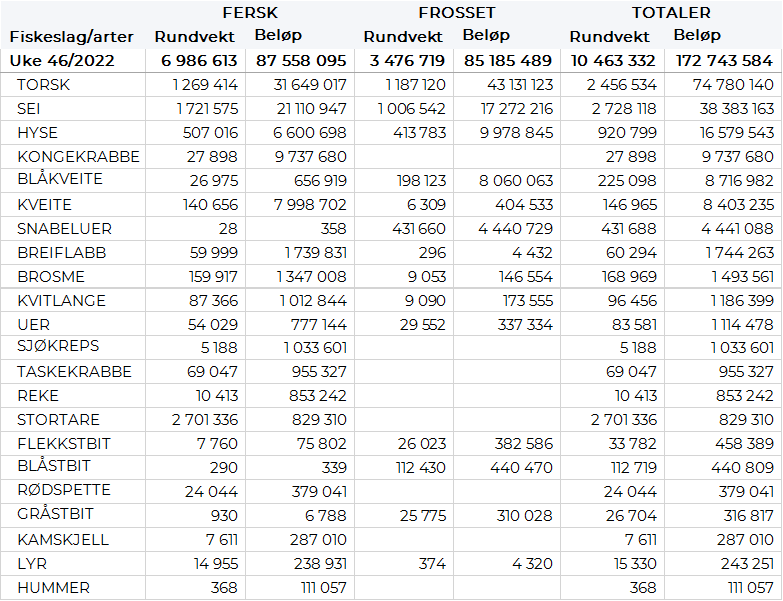 FERSK FROSSET TOTALER
Fiskeslag/arter Rundvekt Beløp Rundvekt Beløp Rundvekt Beløp
Uke 46/2022 6 986 613 87 558 095 3 476 719 85 185 489 10 463 332 172 743 584
TORSK 1 269 414 31 649 017 1 187 120 43 131 123 2 456 534 74 780 140
SEI 1 721 575 21 110 947 1 006 542 17 272 216 2 728 118 38 383 163
HYSE 507 016 6 600 698 413 783 9 978 845 920 799 16 579 543
KONGEKRABBE 27 898 9 737 680 27 898 9 737 680
BLÅKVEITE 26 975 656 919 198 123 8 060 063 225 098 8 716 982
KVEITE 140 656 7 998 702 6 309 404 533 146 965 8 403 235
SNABELUER 28 358 431 660 4 440 729 431 688 4 441 088
BREIFLABB 59 999 1 739 831 296 4 432 60 294 1 744 263
BROSME 159 917 1 347 008 9 053 146 554 168 969 1 493 561
KVITLANGE 87 366 1 012 844 9 090 173 555 96 456 1 186 399
UER 54 029 777 144 29 552 337 334 83 581 1 114 478
SJØKREPS 5 188 1 033 601 5 188 1 033 601
TASKEKRABBE 69 047 955 327 69 047 955 327
REKE 10 413 853 242 10 413 853 242
STORTARE 2 701 336 829 310 2 701 336 829 310
FLEKKSTBIT 7 760 75 802 26 023 382 586 33 782 458 389
BLÅSTBIT 290 339 112 430 440 470 112 719 440 809
RØDSPETTE 24 044 379 041 24 044 379 041
GRÅSTBIT 930 6 788 25 775 310 028 26 704 316 817
KAMSKJELL 7 611 287 010 7 611 287 010
LYR 14 955 238 931 374 4 320 15 330 243 251
HUMMER 368 111 057 368 111 057